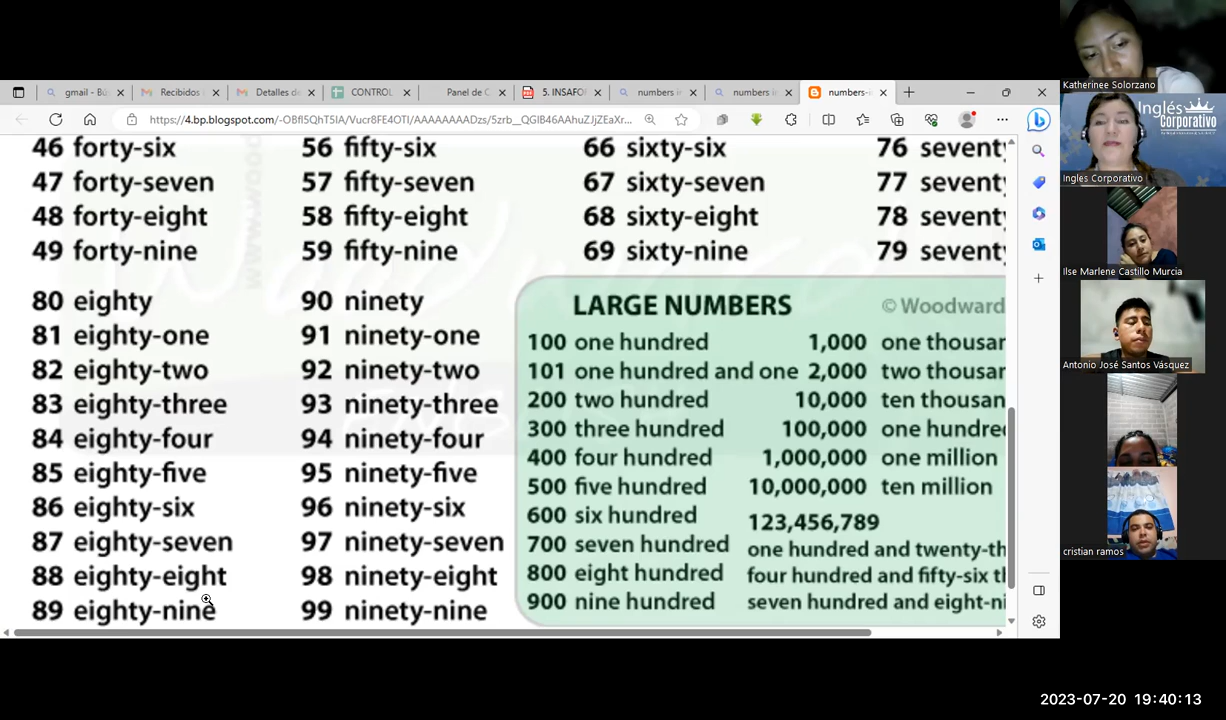 gmail - Bú
Recibidos
Detalles de
CONTROL
Panel de C
5. INSAFO
numbers i
numbers in
numbers-i
https://4.bp.blogspot.com/-OBfl5QhT5IA/Vucr8FE4OTI/AAAAAAAADzs/5zrb__QGIB46AAhuZJjZEaXr...
46 forty-six 56 fifty-six 66 sixty-six 76 seventy
47 forty-seven 57 fifty-seven 67 sixty-seven 77 seventy
48 forty-eight 58 fifty-eight 68 sixty-eight 78 seventy
49 forty-nine 59 fifty-nine 69 sixty-nine 79 seventy
80 eighty 90 ninety
81 eighty-one 91 ninety-one
82 eighty-two 92 ninety-two
83 eighty-three 93 ninety-three
84 eighty-four 94 ninety-four
85 eighty-five 95 ninety-five
86 eighty-six 96 ninety-six
87 eighty-seven 97 ninety-seven
88 eighty-eight 98 ninety-eight
89 eighty-nine 99 ninety-nine
LARGE NUMBERS © Woodward
100 one hundred 1,000 one thousan
101 one hundred and one 2,000 two thousan
200 two hundred 10,000 ten thousan
300 three hundred 100,000 one hundre
400 four hundred 1,000,000 one million
500 five hundred 10,000,000 ten million
600 six hundred 123,456,789
700 seven hundred one hundred and twenty-th
800 eight hundred four hundred and fifty-six th
900 nine hundred seven hundred and eight-ni
Katherinee Solorzano
Inglés
Corporativo
Ingles Corporativo
Ilse Marlene Castillo Murcia
Antonio José Santos Vásquez
cristian ramos
2023-07-20 19:40:13